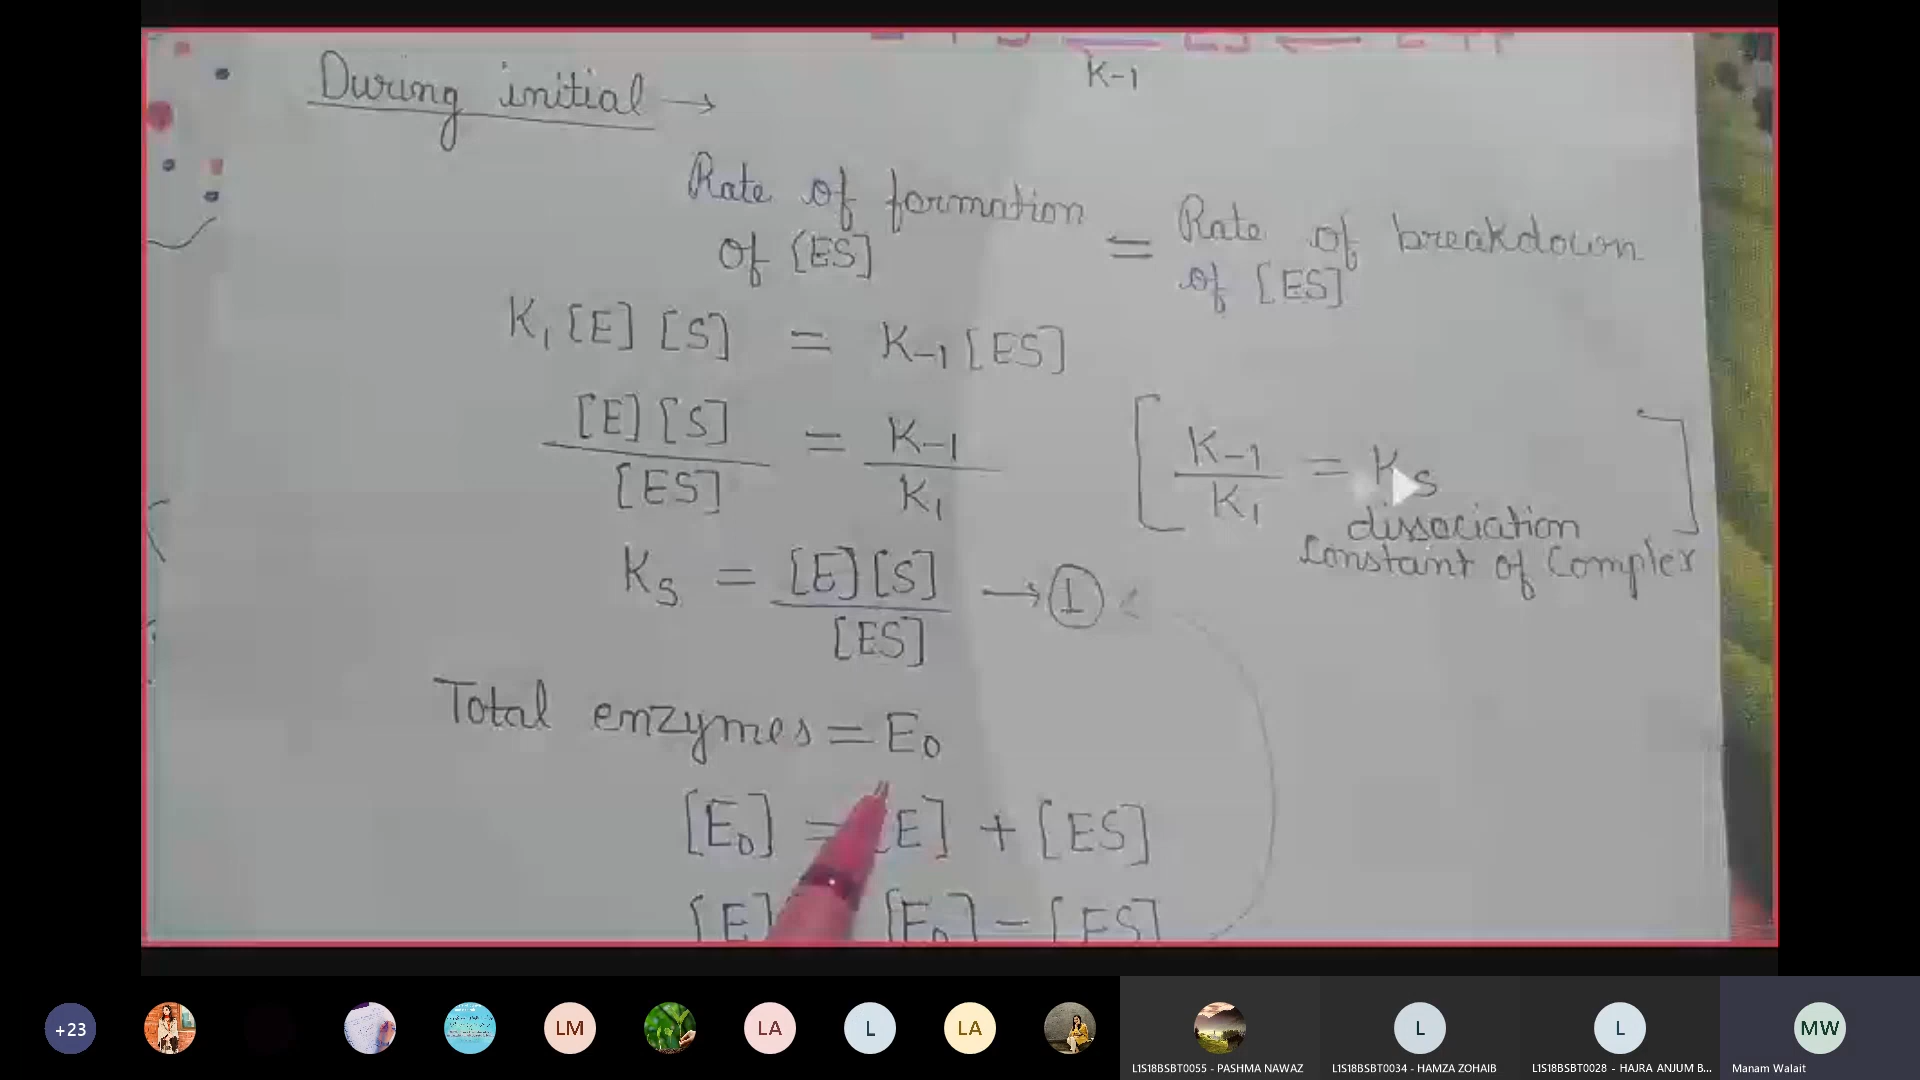 K-1
During initial →
Rate of formation of [ES] = Rate of breakdown of [ES]
K1 [E] [S] = K-1 [ES]
[E] [S] / [ES] = K-1 / K1 [ K-1 / K1 = Ks ]
dissociation
Constant of Complex
Ks = [E] [S] / [ES] → 1
Total enzymes = E0
[E0] = [E] + [ES]
[E] [E0] - [ES]
+23
LM
LA
L
LA
L
L
MW
L1S18BSBT0055 - PASHMA NAWAZ
L1S18BSBT0034 - HAMZA ZOHAIB
L1S18BSBT0028 - HAJRA ANJUM B...
Manam Walait